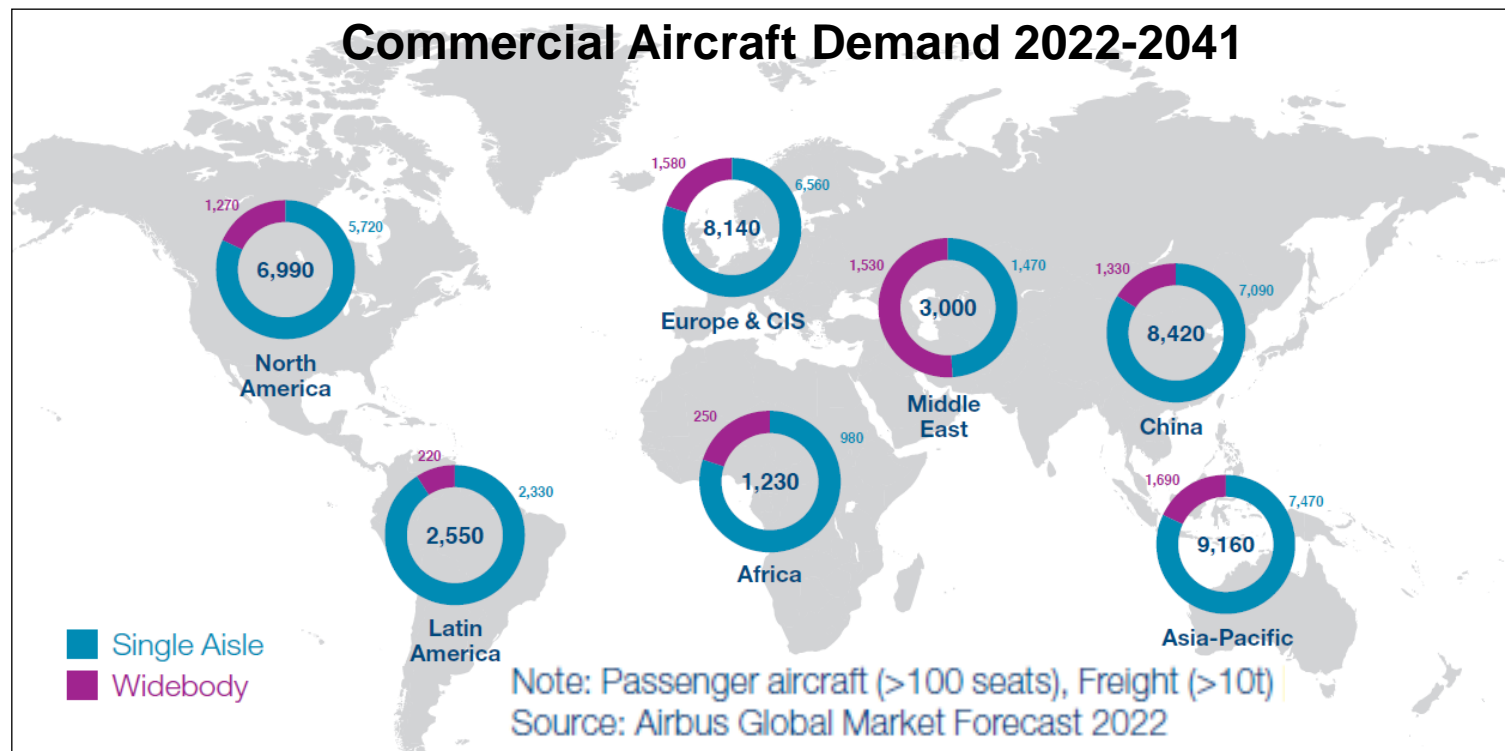 Commercial Aircraft Demand 2022-2041
1,270
5,720
6,990
North
America
1,580
6,560
8,140
Europe & CIS
1,530
1,470
3,000
Middle
East
1,330
7,090
8,420
China
250
980
1,230
Africa
220
2,330
2,550
Latin
America
1,690
7,470
9,160
Asia-Pacific
Single Aisle
Widebody
Note: Passenger aircraft (>100 seats), Freight (>10t)
Source: Airbus Global Market Forecast 2022